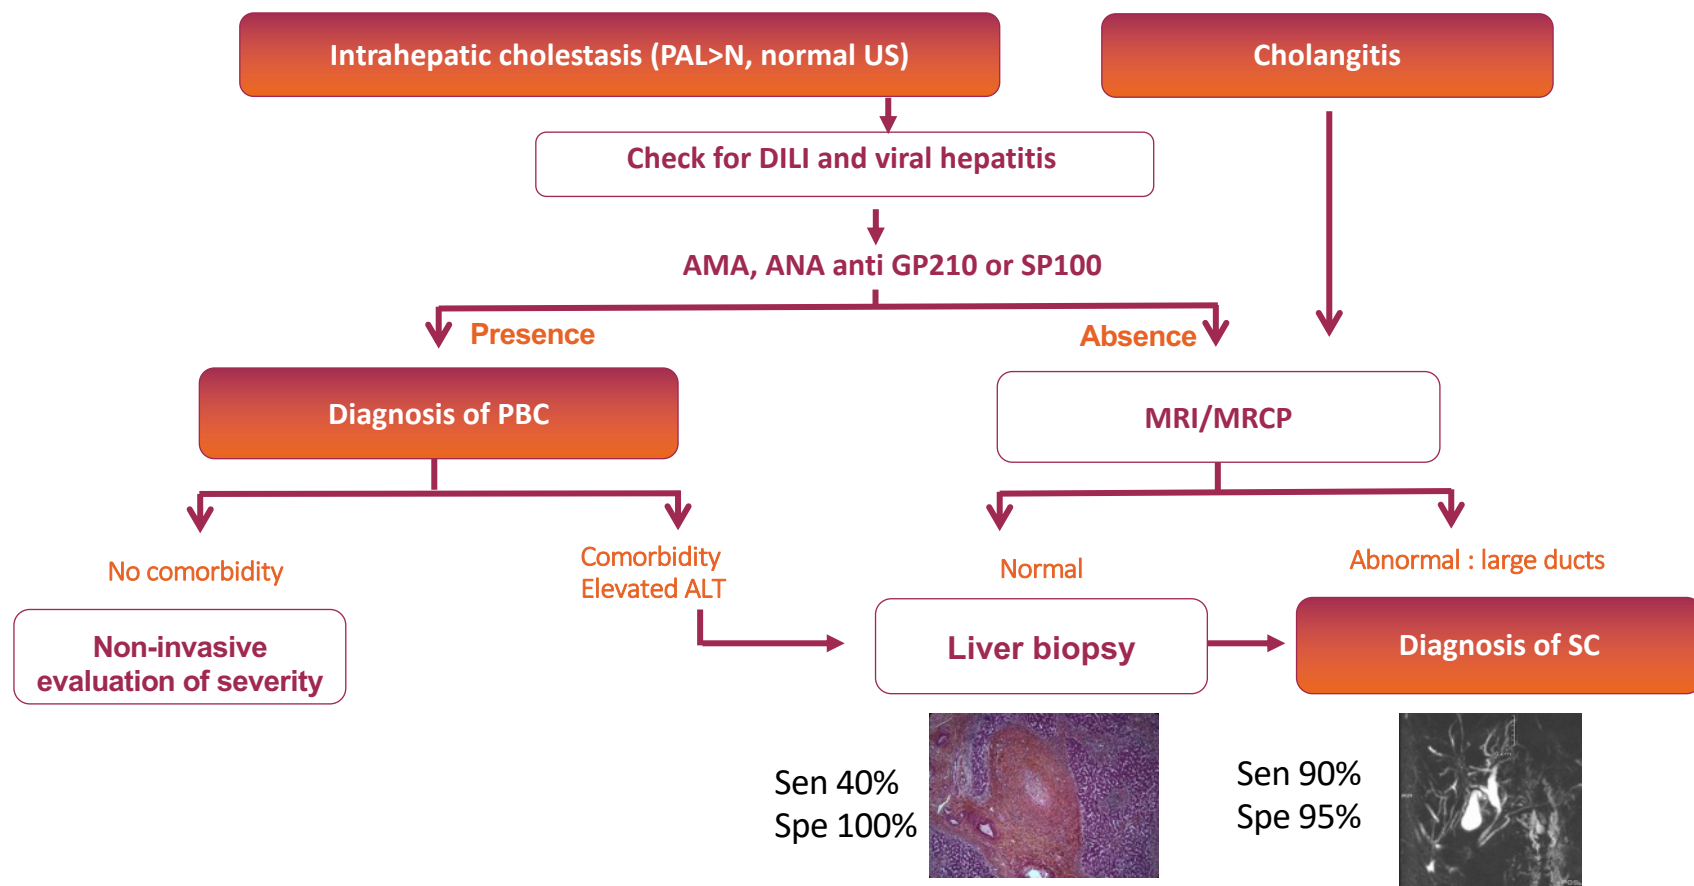 Intrahepatic cholestasis (PAL>N, normal US)
Cholangitis
Check for DILI and viral hepatitis
AMA, ANA anti GP210 or SP100
Presence
Absence
Diagnosis of PBC
MRI/MRCP
No comorbidity
Comorbidity
Elevated ALT
Normal
Abnormal : large ducts
Non-invasive
evaluation of severity
Liver biopsy
Diagnosis of SC
Sen 40%
Spe 100%
Sen 90%
Spe 95%